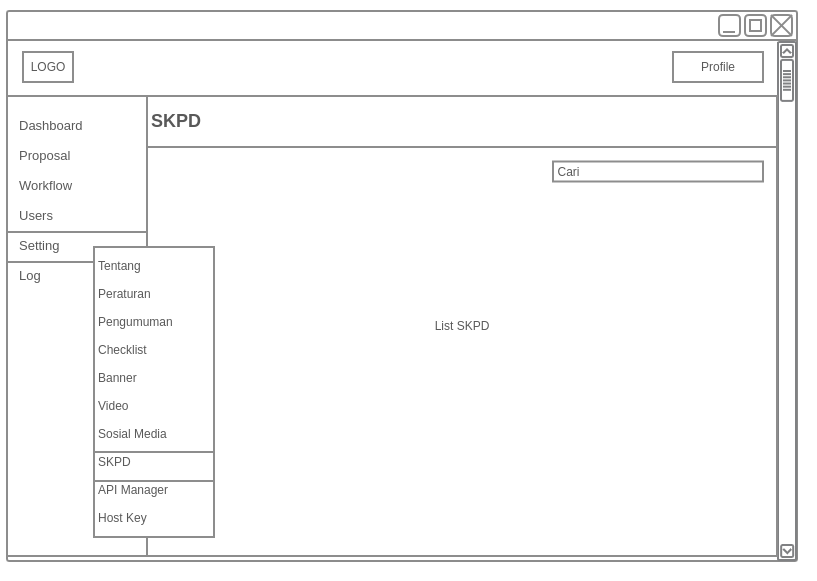 LOGO
Profile
Dashboard
Proposal
Workflow
Users
Setting
Log
SKPD
Cari
List SKPD
Tentang
Peraturan
Pengumuman
Checklist
Banner
Video
Sosial Media
SKPD
API Manager
Host Key